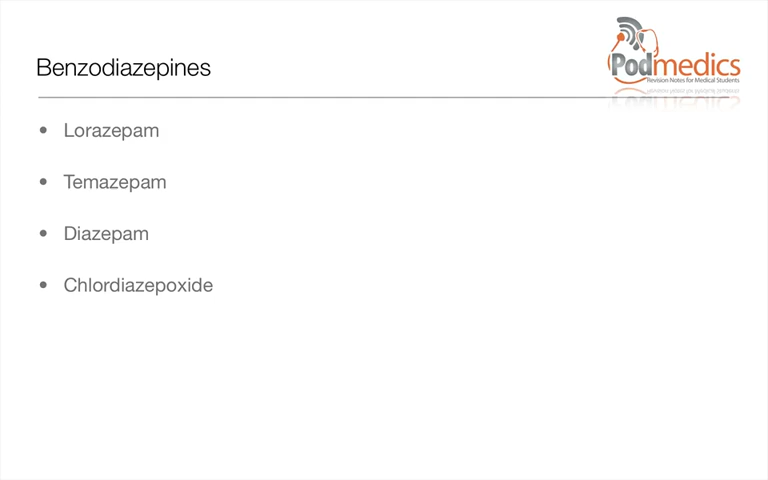 Benzodiazepines
Podmedics
Revision Notes for Medical Students
• Lorazepam
• Temazepam
• Diazepam
• Chlordiazepoxide